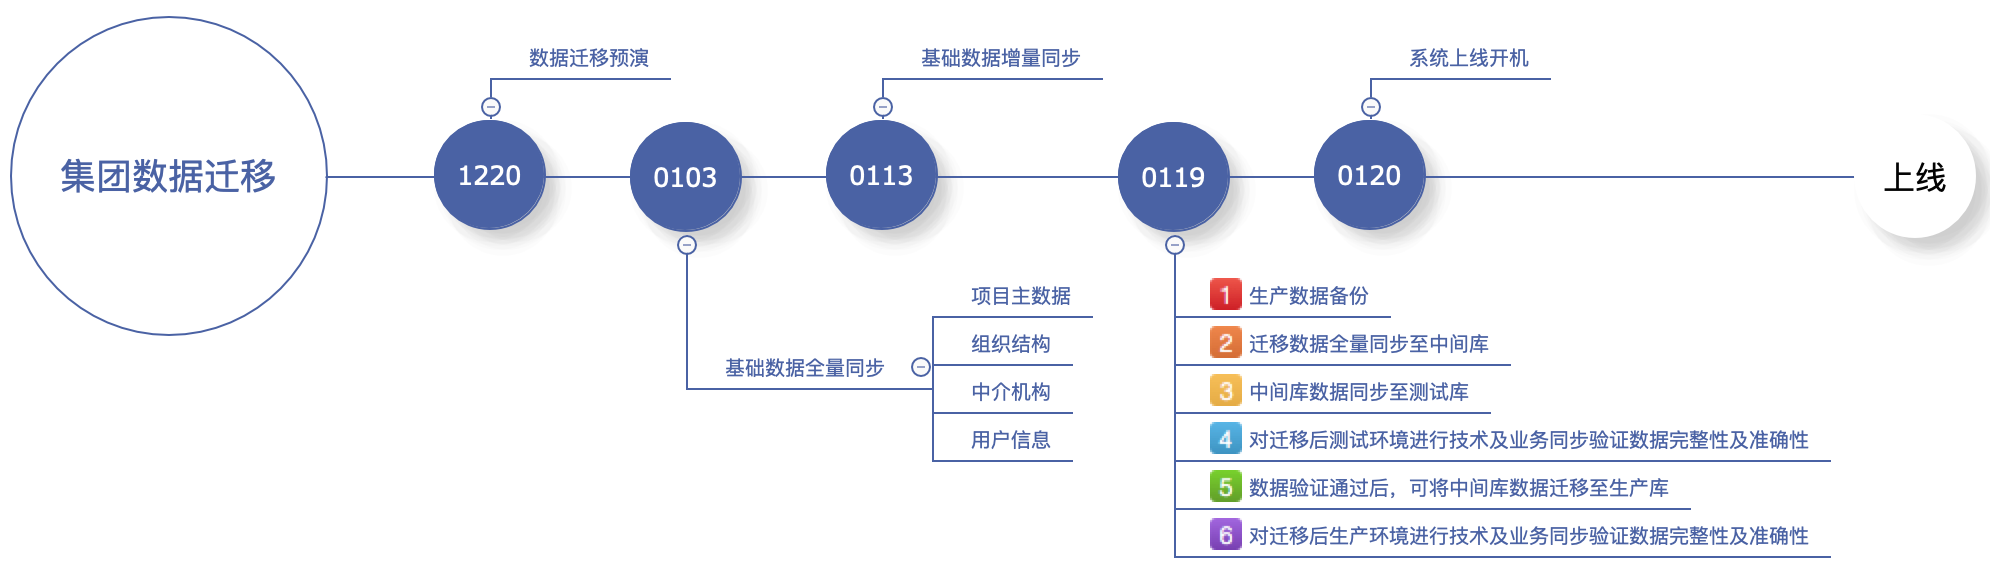 集团数据迁移
1220
数据迁移预演
0103
基础数据全量同步
项目主数据
组织结构
中介机构
用户信息
0113
基础数据增量同步
0119
1 生产数据备份
2 迁移数据全量同步至中间库
3 中间库数据同步至测试库
4 对迁移后测试环境进行技术及业务同步验证数据完整性及准确性
5 数据验证通过后，可将中间库数据迁移至生产库
6 对迁移后生产环境进行技术及业务同步验证数据完整性及准确性
0120
系统上线开机
上线